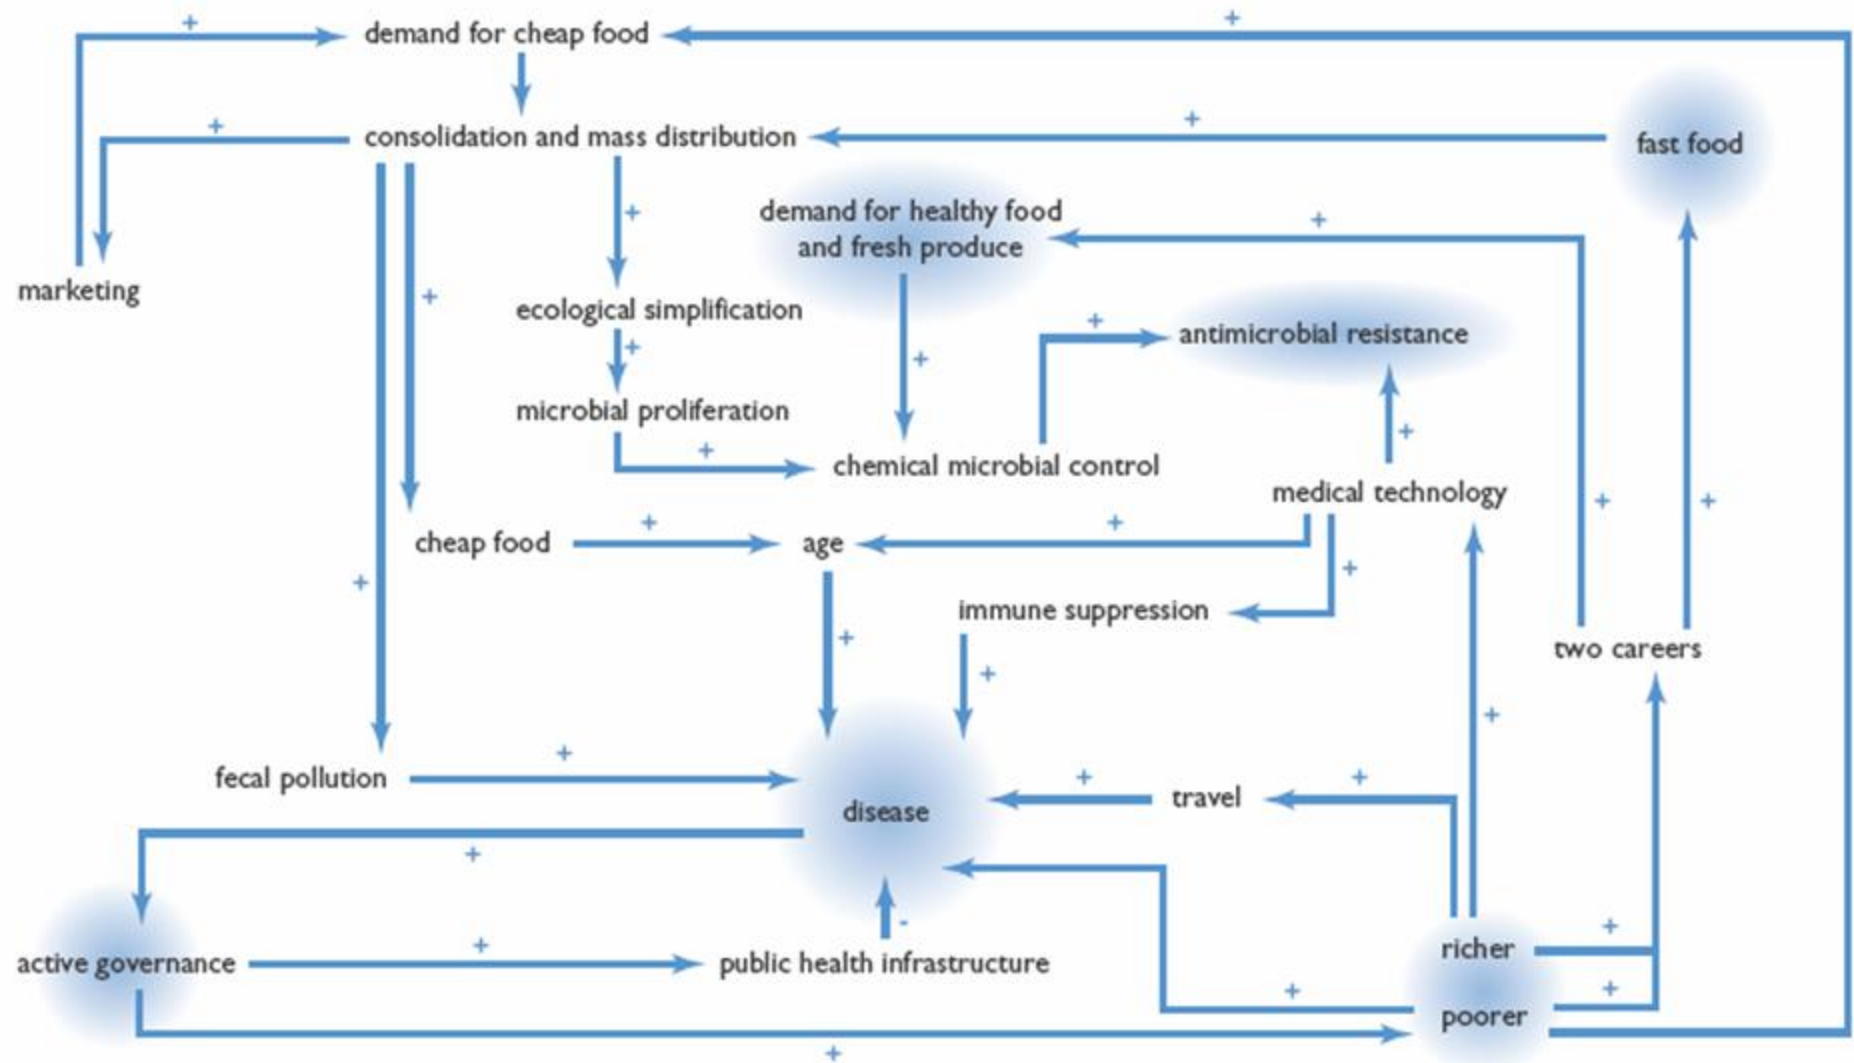 +
+
demand for cheap food
+
+
consolidation and mass distribution
fast food
+
demand for healthy food
and fresh produce
+
marketing
+
ecological simplification
+
+
antimicrobial resistance
+
microbial proliferation
+
+
chemical microbial control
medical technology
+
+
+
+
cheap food
age
+
+
immune suppression
+
two careers
+
+
+
+
+
fecal pollution
travel
disease
+
-
+
richer
+
active governance
public health infrastructure
+
+
poorer
+